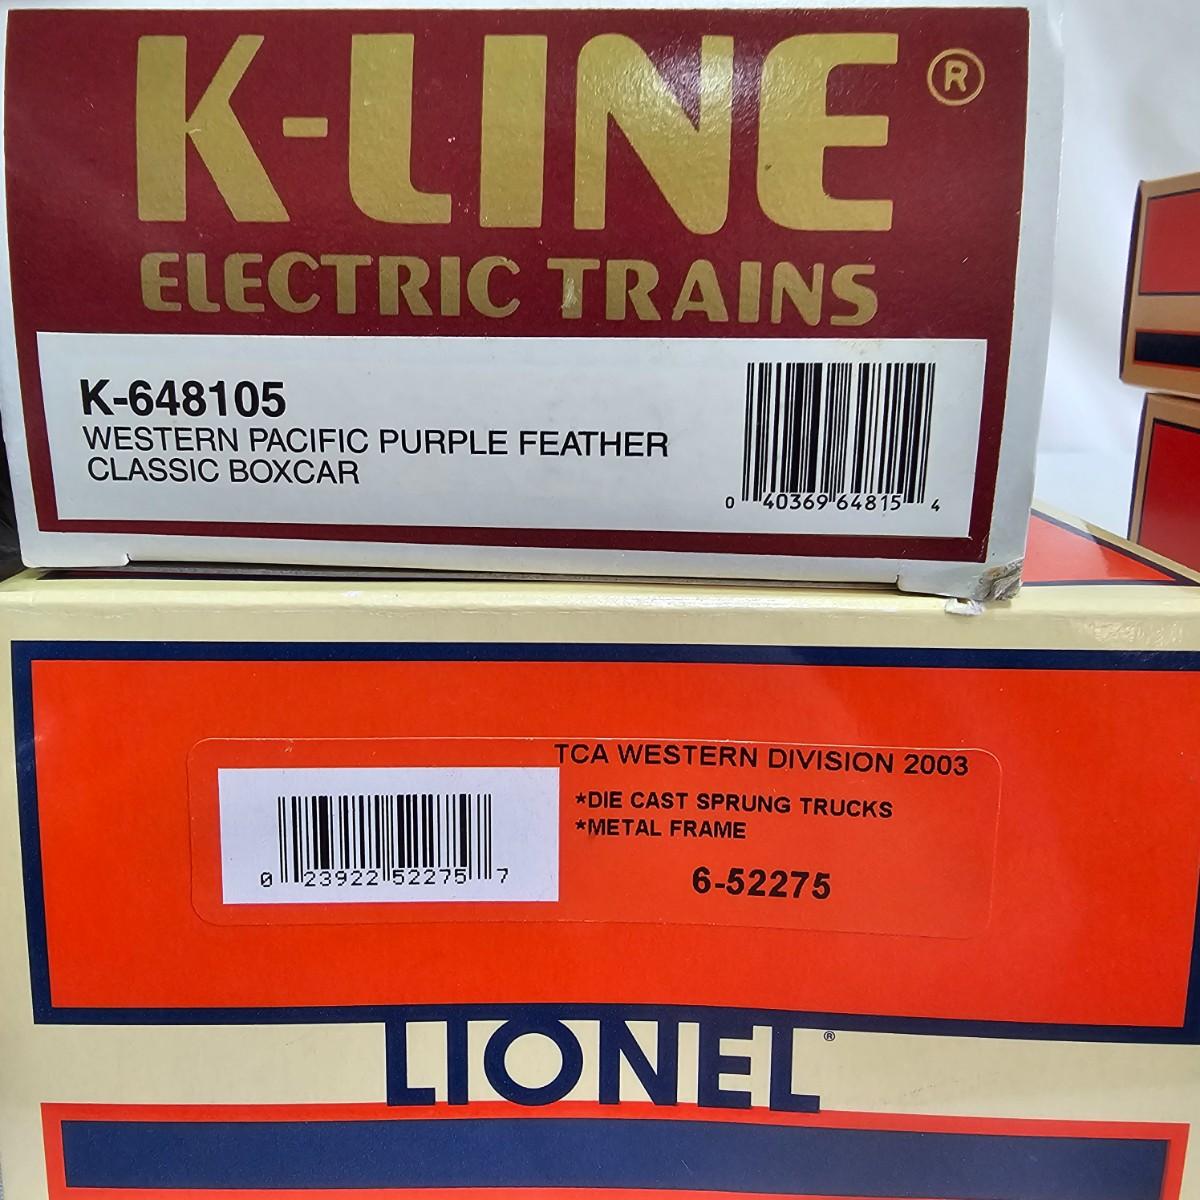 K-LINE®
ELECTRIC TRAINS
K-648105
WESTERN PACIFIC PURPLE FEATHER
CLASSIC BOXCAR
0 40369 64815 4
TCA WESTERN DIVISION 2003
*DIE CAST SPRUNG TRUCKS
*METAL FRAME
0 23922 52275 7
6-52275
LIONEL®